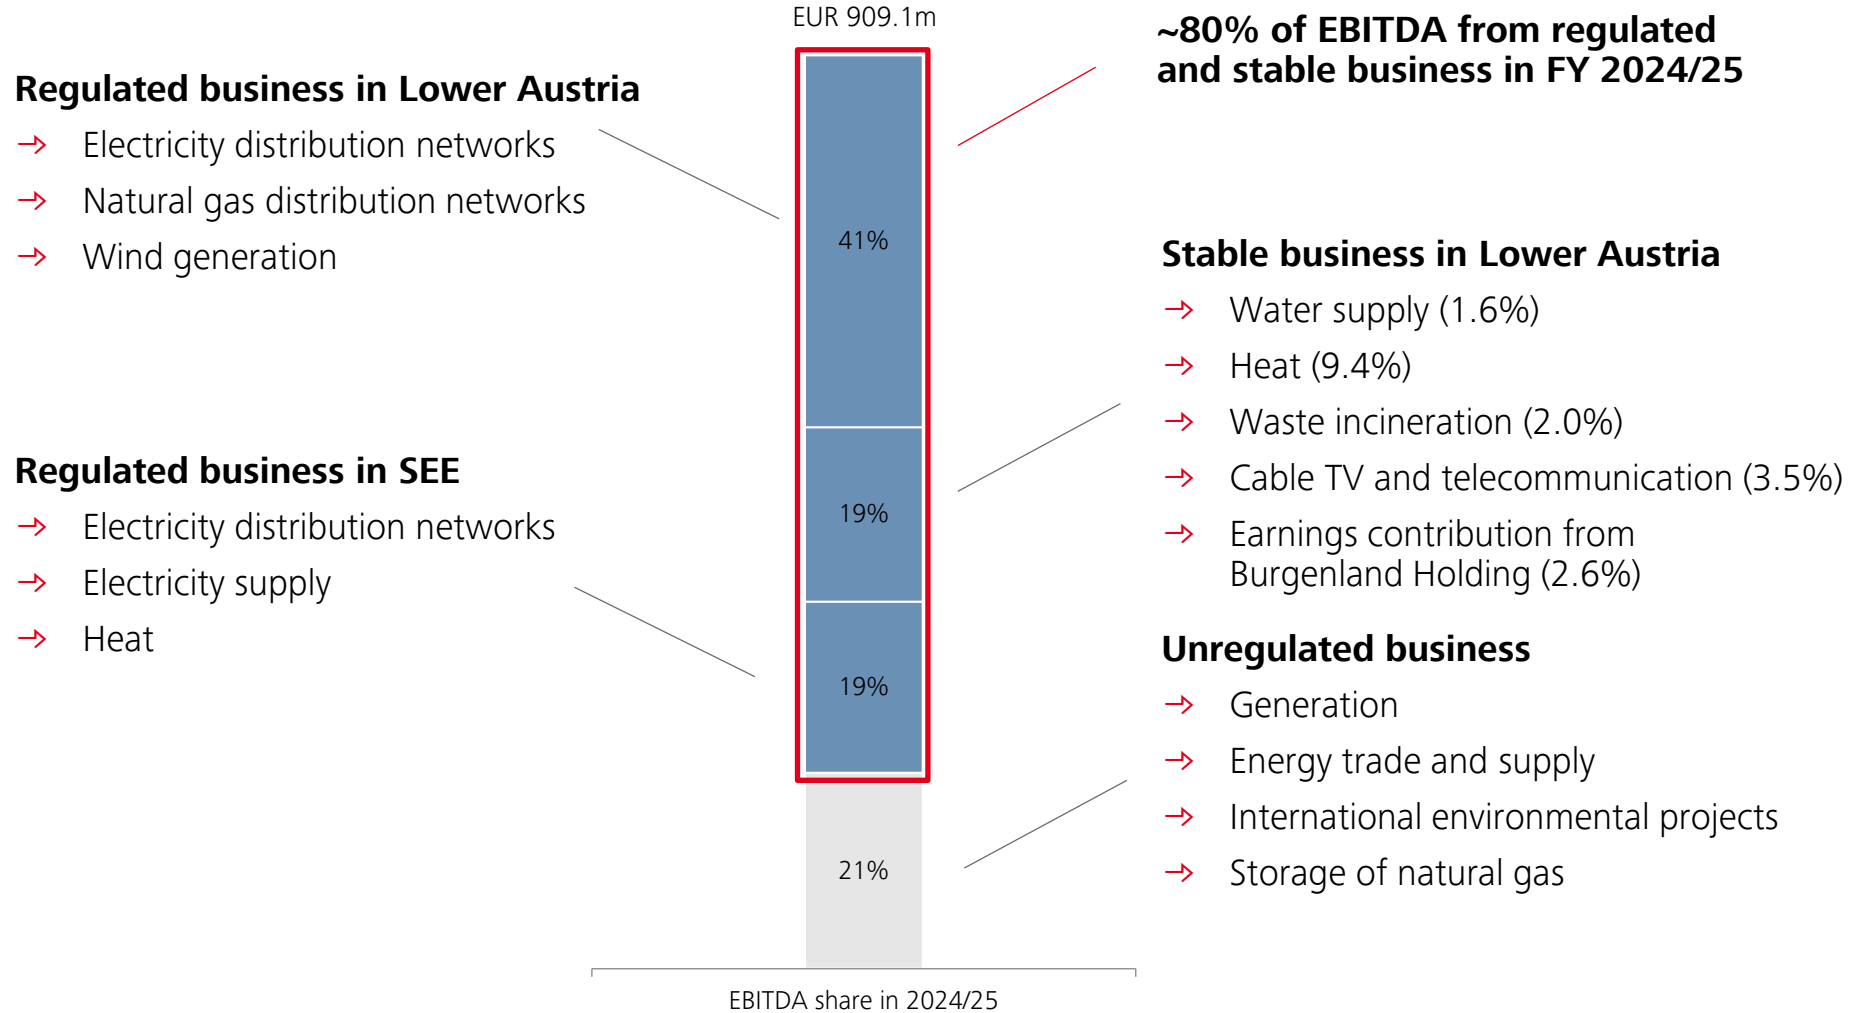 EUR 909.1m
~80% of EBITDA from regulated
and stable business in FY 2024/25
Regulated business in Lower Austria
→ Electricity distribution networks
→ Natural gas distribution networks
→ Wind generation
41%
Stable business in Lower Austria
→ Water supply (1.6%)
→ Heat (9.4%)
→ Waste incineration (2.0%)
→ Cable TV and telecommunication (3.5%)
→ Earnings contribution from
Burgenland Holding (2.6%)
19%
Regulated business in SEE
→ Electricity distribution networks
→ Electricity supply
→ Heat
19%
Unregulated business
→ Generation
→ Energy trade and supply
→ International environmental projects
→ Storage of natural gas
21%
EBITDA share in 2024/25